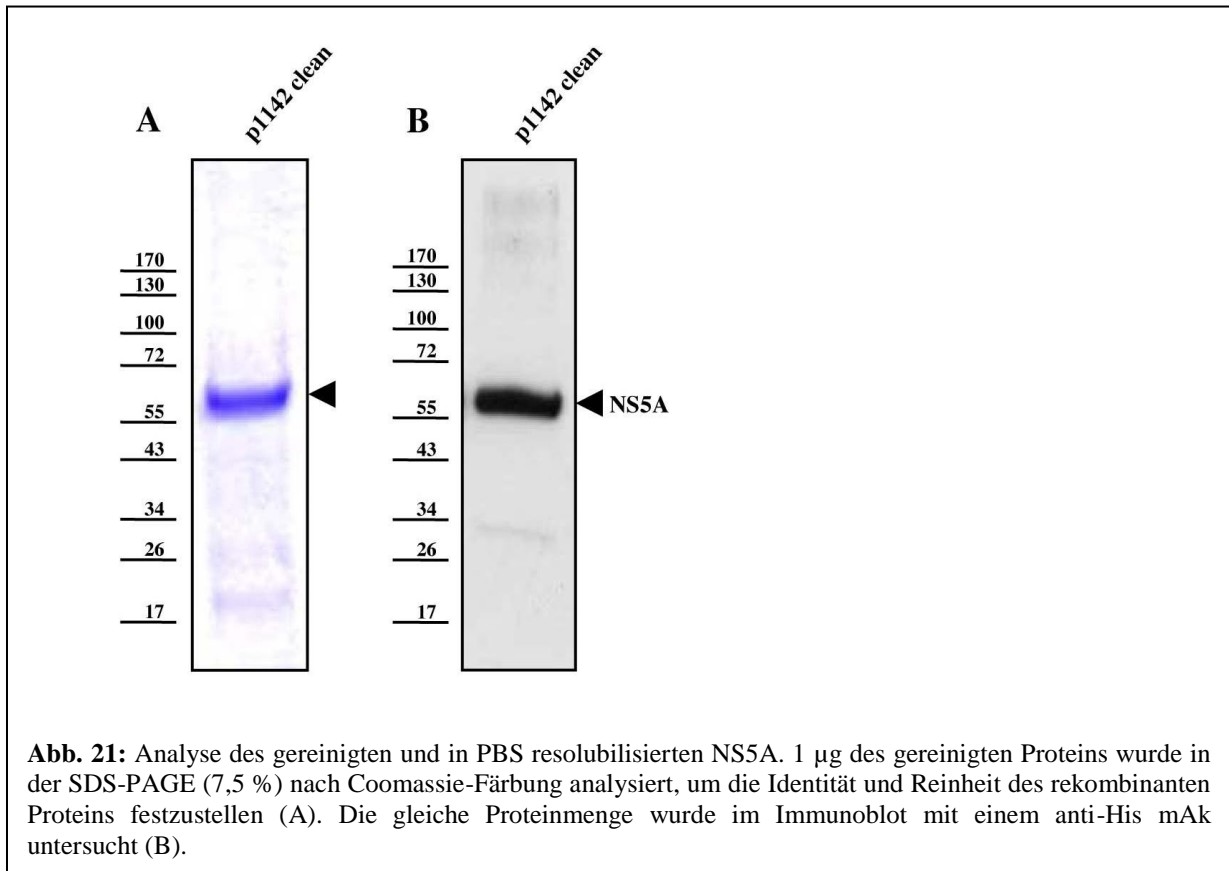 A
p1142 clean
B
p1142 clean
170
130
100
72
55
43
34
26
17
170
130
100
72
55
43
34
26
17
NS5A
Abb. 21: Analyse des gereinigten und in PBS resolubilisierten NS5A. 1 µg des gereinigten Proteins wurde in
der SDS-PAGE (7,5 %) nach Coomassie-Färbung analysiert, um die Identität und Reinheit des rekombinanten
Proteins festzustellen (A). Die gleiche Proteinmenge wurde im Immunoblot mit einem anti-His mAk
untersucht (B).